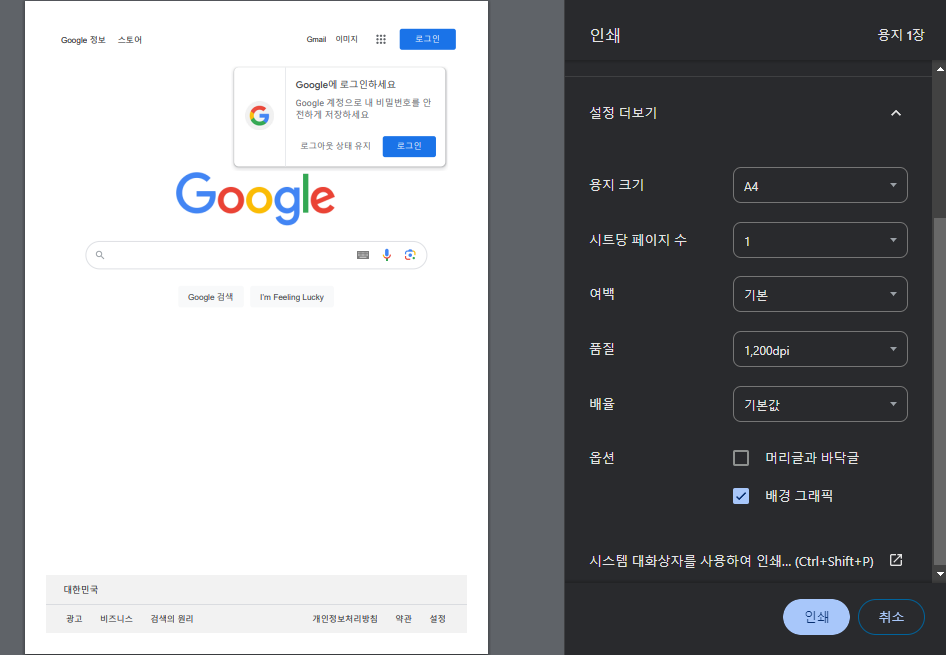 Google 정보 스토어 Gmail 이미지 로그인
Google에 로그인하세요
Google 계정으로 내 비밀번호를 안
전하게 저장하세요
로그아웃 상태 유지 로그인
Google
Google 검색 I'm Feeling Lucky
대한민국
광고 비즈니스 검색의 원리 개인정보처리방침 약관 설정
인쇄 용지 1장
설정 더보기
용지 크기 A4
시트당 페이지 수 1
여백 기본
품질 1,200dpi
배율 기본값
옵션 머리글과 바닥글
배경 그래픽
시스템 대화상자를 사용하여 인쇄... (Ctrl+Shift+P)
인쇄 취소